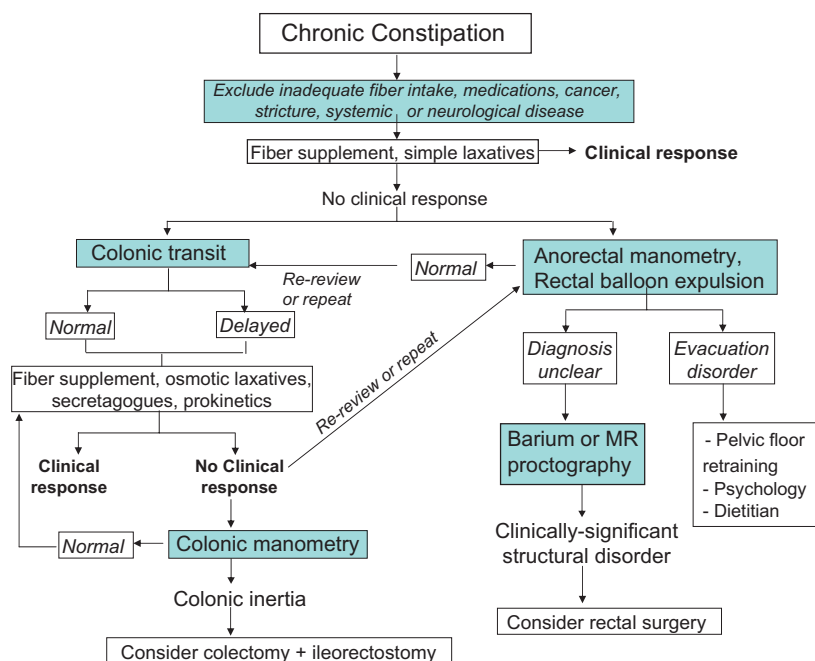 Chronic Constipation
Exclude inadequate fiber intake, medications, cancer,
stricture, systemic or neurological disease
Fiber supplement, simple laxatives
Clinical response
No clinical response
Colonic transit
Re-review
or repeat
Normal
Anorectal manometry,
Rectal balloon expulsion
Normal
Delayed
Fiber supplement, osmotic laxatives,
secretagogues, prokinetics
Re-review or repeat
Diagnosis
unclear
Evacuation
disorder
Clinical
response
No Clinical
response
Barium or MR
proctography
- Pelvic floor
retraining
- Psychology
- Dietitian
Normal
Colonic manometry
Clinically-significant
structural disorder
Colonic inertia
Consider rectal surgery
Consider colectomy + ileorectostomy